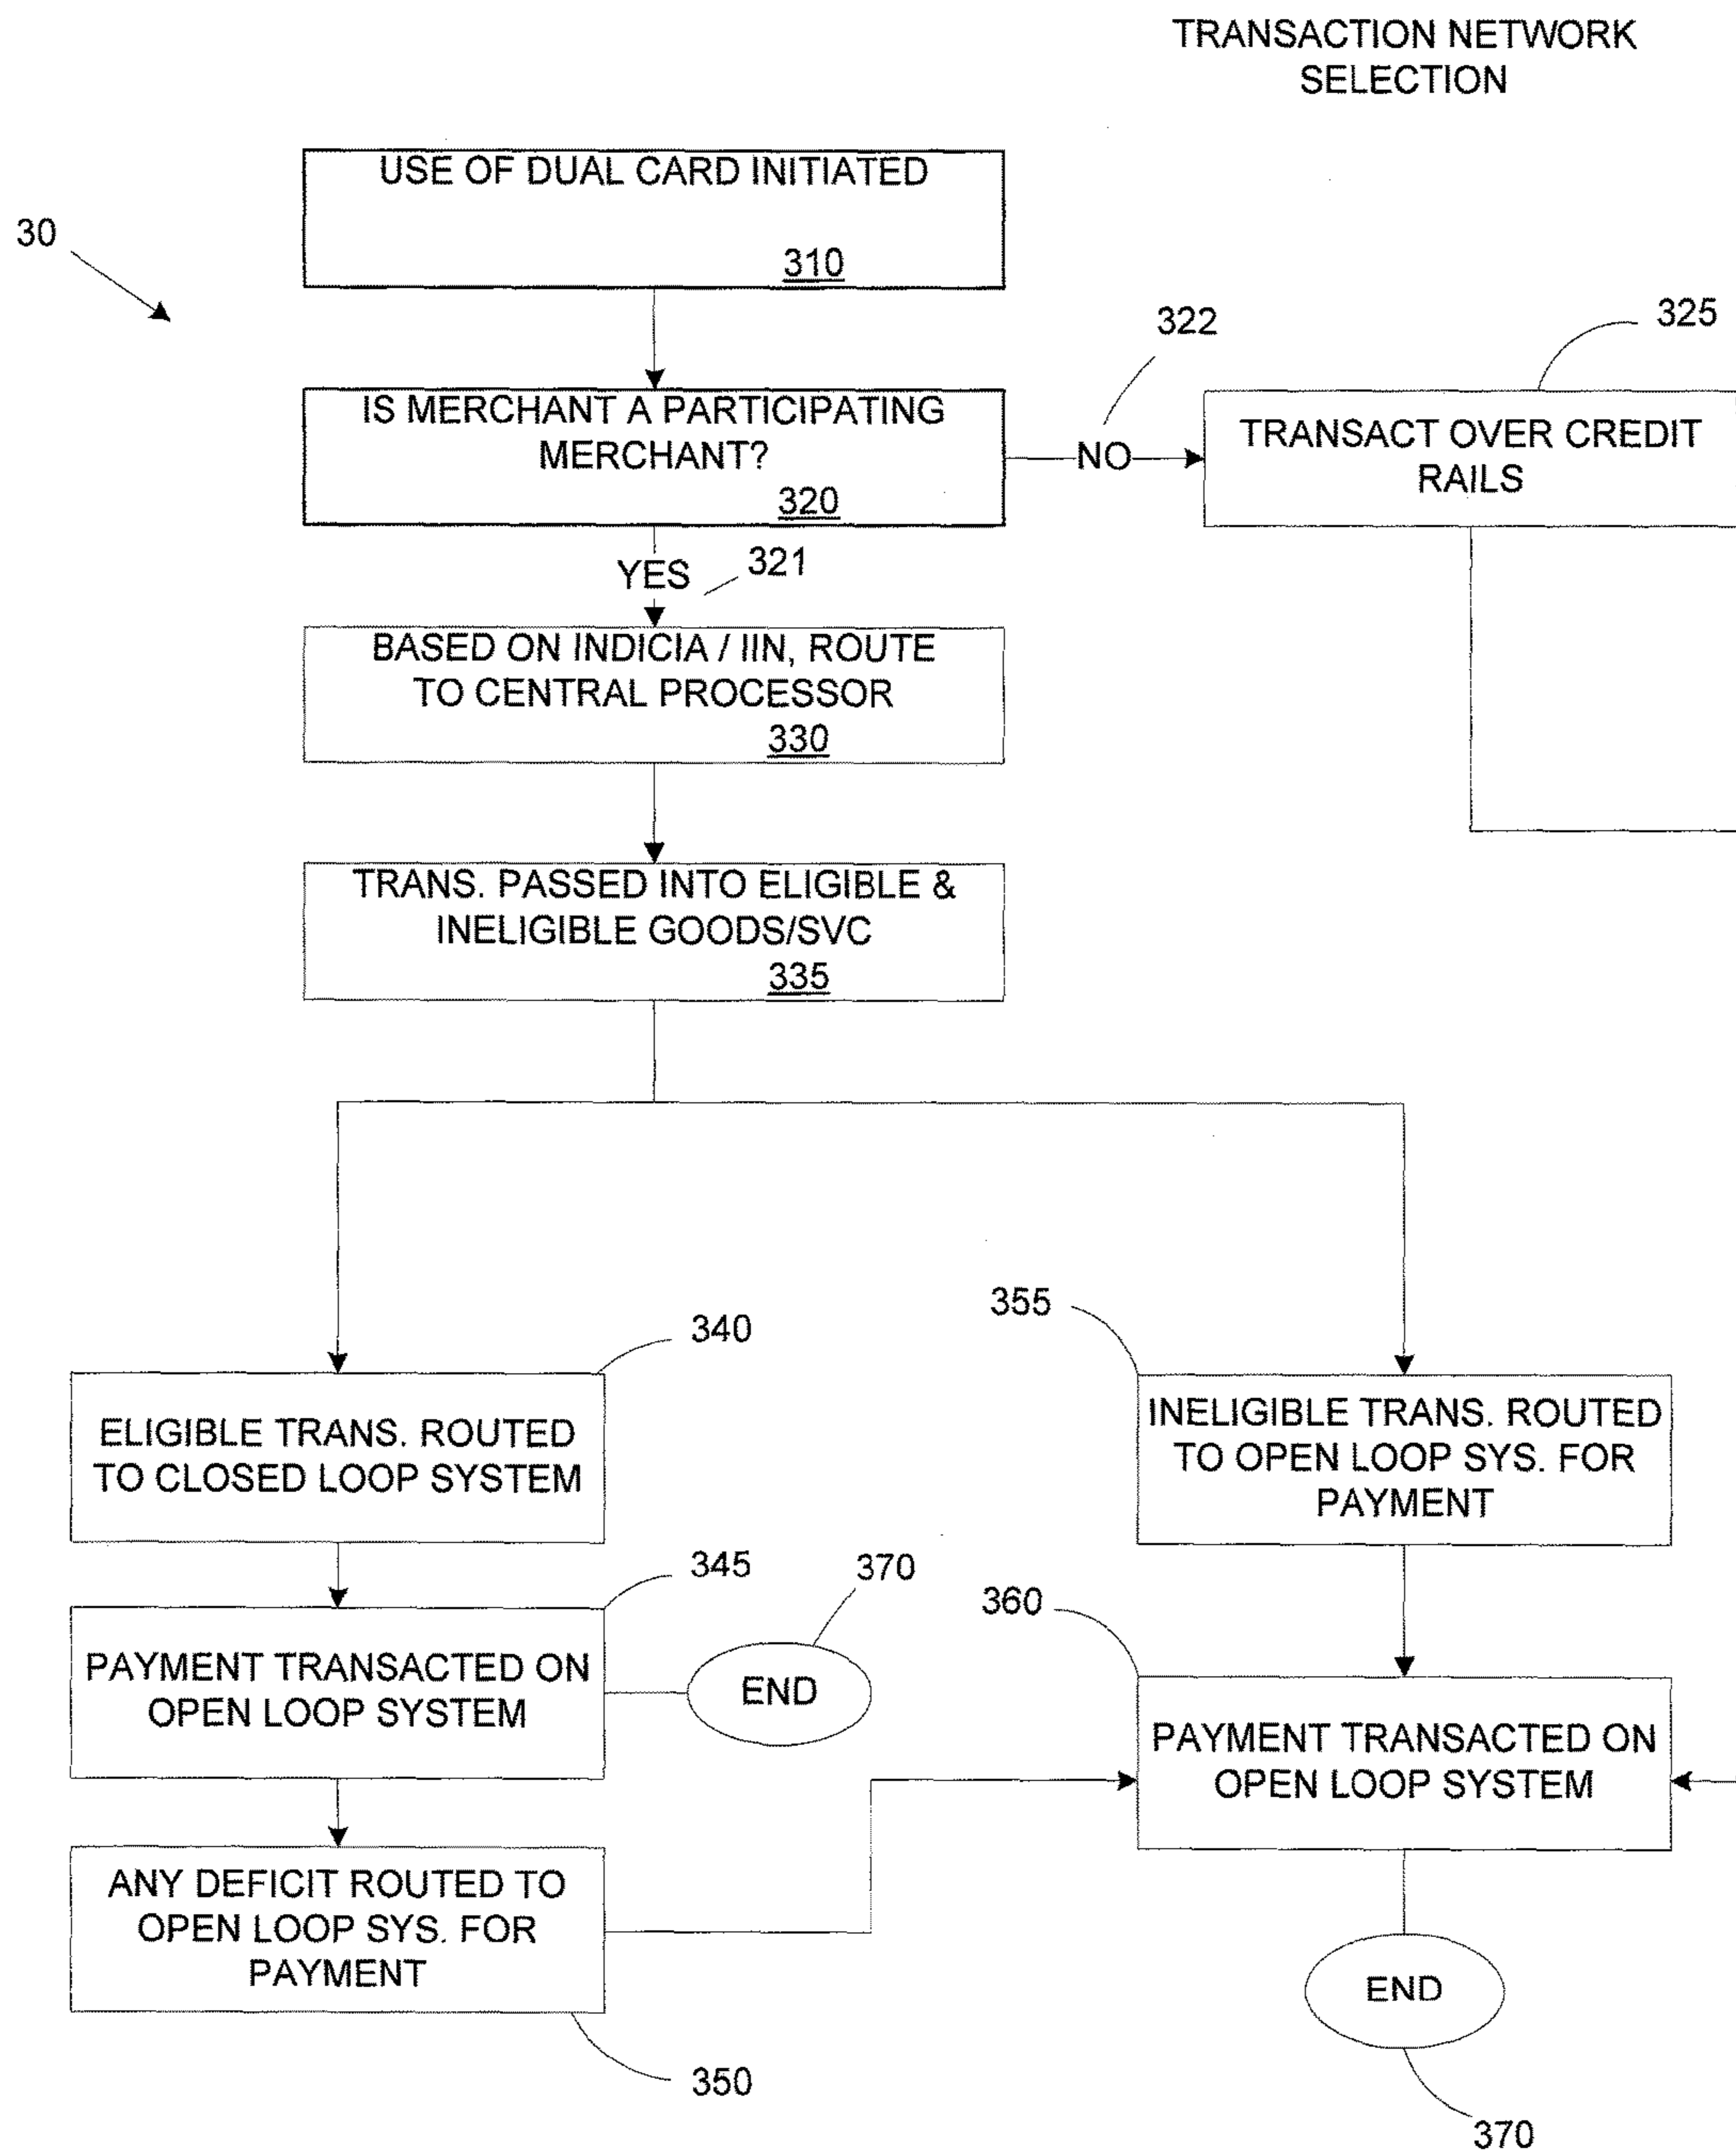 TRANSACTION NETWORK
SELECTION
USE OF DUAL CARD INITIATED
310
30
322
325
IS MERCHANT A PARTICIPATING
MERCHANT?
320
NO
TRANSACT OVER CREDIT
RAILS
YES
321
BASED ON INDICIA / IIN, ROUTE
TO CENTRAL PROCESSOR
330
TRANS. PASSED INTO ELIGIBLE &
INELIGIBLE GOODS/SVC
335
340
ELIGIBLE TRANS. ROUTED
TO CLOSED LOOP SYSTEM
355
INELIGIBLE TRANS. ROUTED
TO OPEN LOOP SYS. FOR
PAYMENT
345
PAYMENT TRANSACTED ON
OPEN LOOP SYSTEM
370
END
360
PAYMENT TRANSACTED ON
OPEN LOOP SYSTEM
ANY DEFICIT ROUTED TO
OPEN LOOP SYS. FOR
PAYMENT
350
END
370